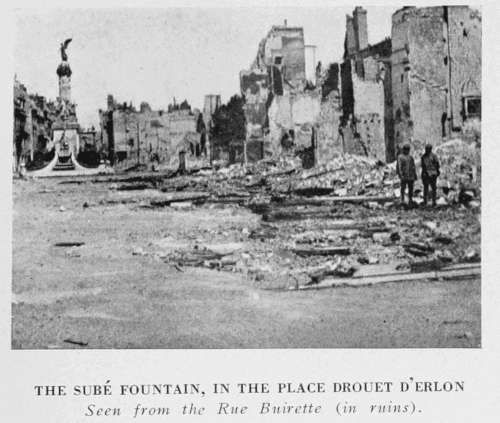 THE SUBÉ FOUNTAIN, IN THE PLACE DROUET D'ERLON
Seen from the Rue Buirette (in ruins).